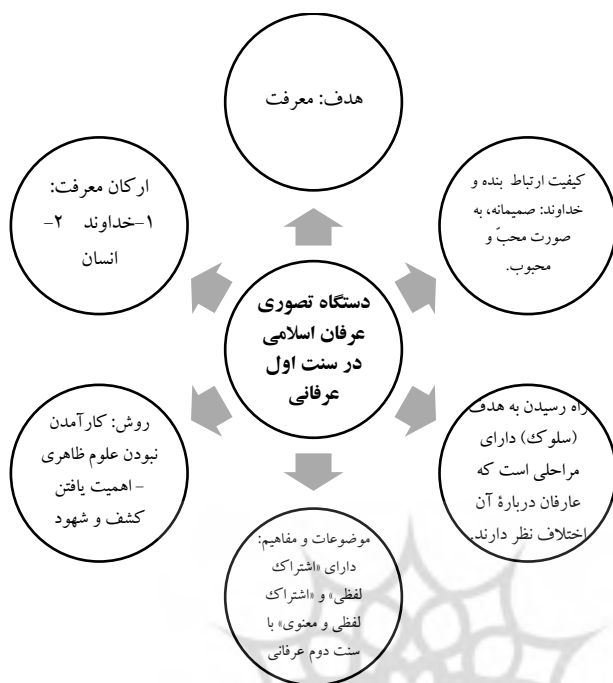 هدف: معرفت
کیفیت ارتباط بنده و
خداوند: صمیمانه، به
صورت محبّ و
محبوب.
ارکان معرفت:
۱-خداوند ۲-
انسان
دستگاه تصوری
عرفان اسلامی
در سنت اول
عرفانی
راه رسیدن به هدف
(سلوک) دارای
مراحلی است که
عارفان دربارۀ آن
اختلاف نظر دارند.
روش: کارآمدن
نبودن علوم ظاهری
– اهمیت یافتن
کشف و شهود
موضوعات و مفاهیم:
دارای «اشتراک
لفظی» و «اشتراک
لفظی و معنوی» با
سنت دوم عرفانی